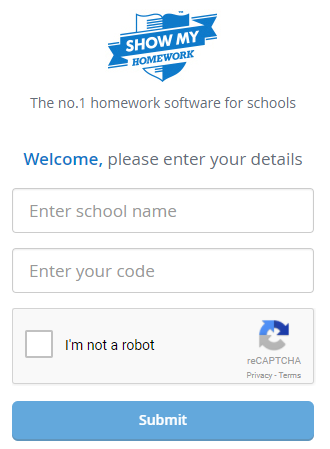 SHOW MY
HOMEWORK
The no.1 homework software for schools
Welcome, please enter your details
Enter school name
Enter your code
I'm not a robot
reCAPTCHA
Privacy - Terms
Submit